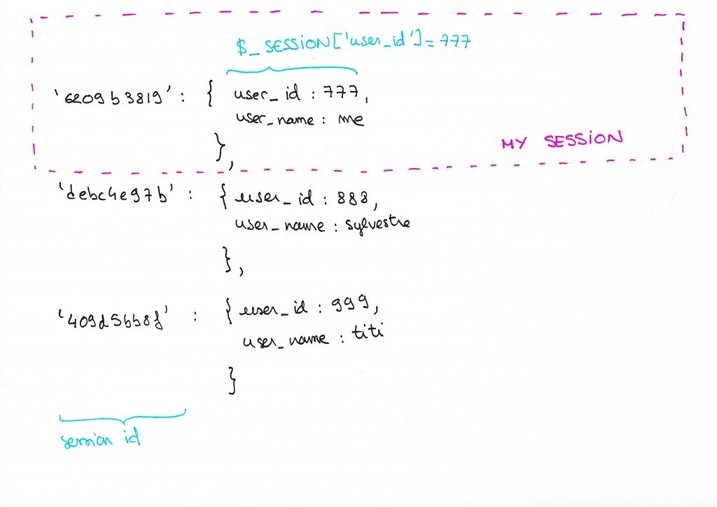 $_SESSION['user_id']=777
'6209b3819' : { user_id : 777,
user_name : me
},
MY SESSION
'debc4e97b' : { user_id : 888,
user_name : sylvestre
},
'409d5bb8f' : { user_id : 999,
user_name : titi
}
session id